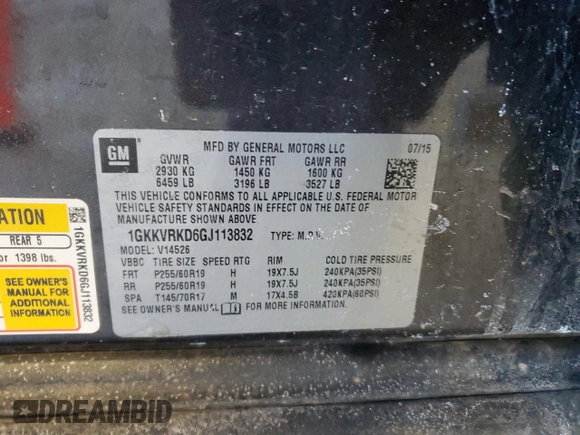 GM
MFD BY GENERAL MOTORS LLC 07/15
GVWR GAWR FRT GAWR RR
2930 KG 1450 KG 1600 KG
6459 LB 3196 LB 3527 LB
THIS VEHICLE CONFORMS TO ALL APPLICABLE U.S. FEDERAL MOTOR
VEHICLE SAFETY STANDARDS IN EFFECT ON THE DATE OF
MANUFACTURE SHOWN ABOVE.
1GKKVRKD6GJ113832 TYPE: M.P.V.
MODEL: V14526
VBBC TIRE SIZE SPEED RTG RIM COLD TIRE PRESSURE
FRT P255/60R19 H 19X7.5J 240KPA(35PSI)
RR P255/60R19 H 19X7.5J 240KPA(35PSI)
SPA T145/70R17 M 17X4.5B 420KPA(60PSI)
SEE OWNER'S MANUAL FOR MORE INFORMATION.
ATION
REAR 5
or 1398 lbs.
SEE OWNER'S
MANUAL FOR
ADDITIONAL
INFORMATION
1GKKVRKD6GJ113832
DREAMBID